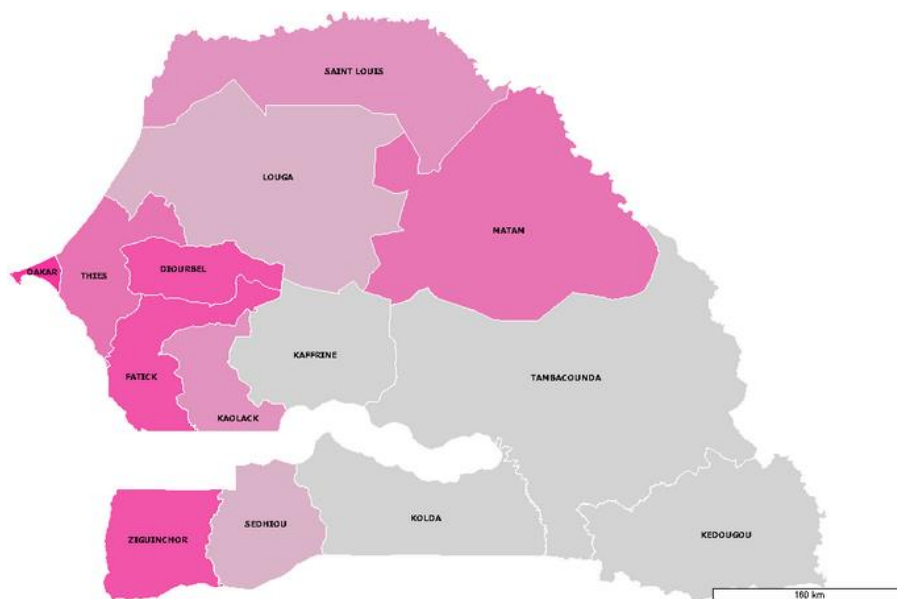 SAINT LOUIS
LOUGA
MATAM
DAKAR
THIES
DIOURBEL
KAFFRINE
FATICK
TAMBACOUNDA
KAOLACK
SEDHIOU
KOLDA
ZIGUINCHOR
KEDOUGOU
160 km